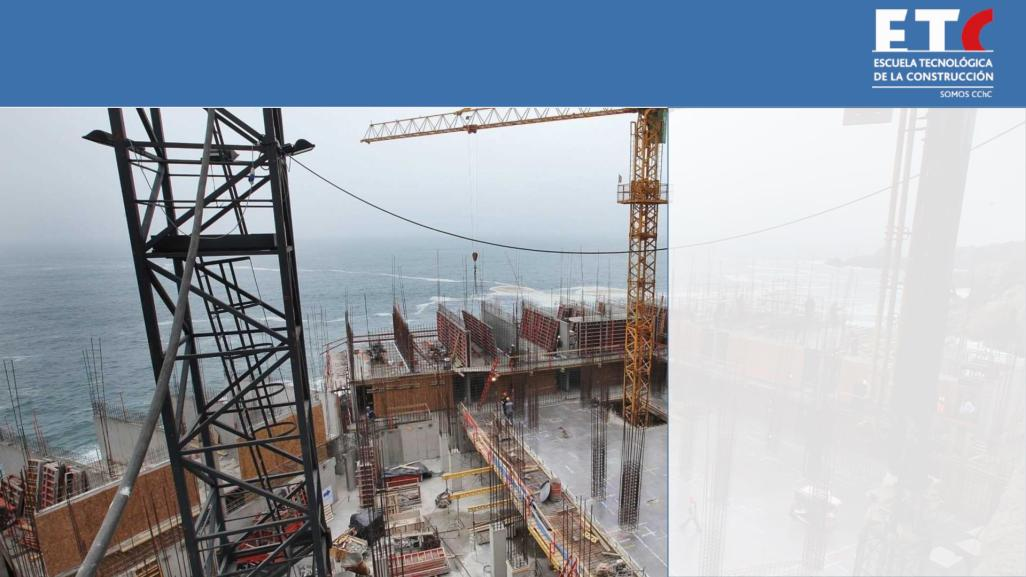 ETC
ESCUELA TECNOLÓGICA
DE LA CONSTRUCCIÓN
SOMOS CChC